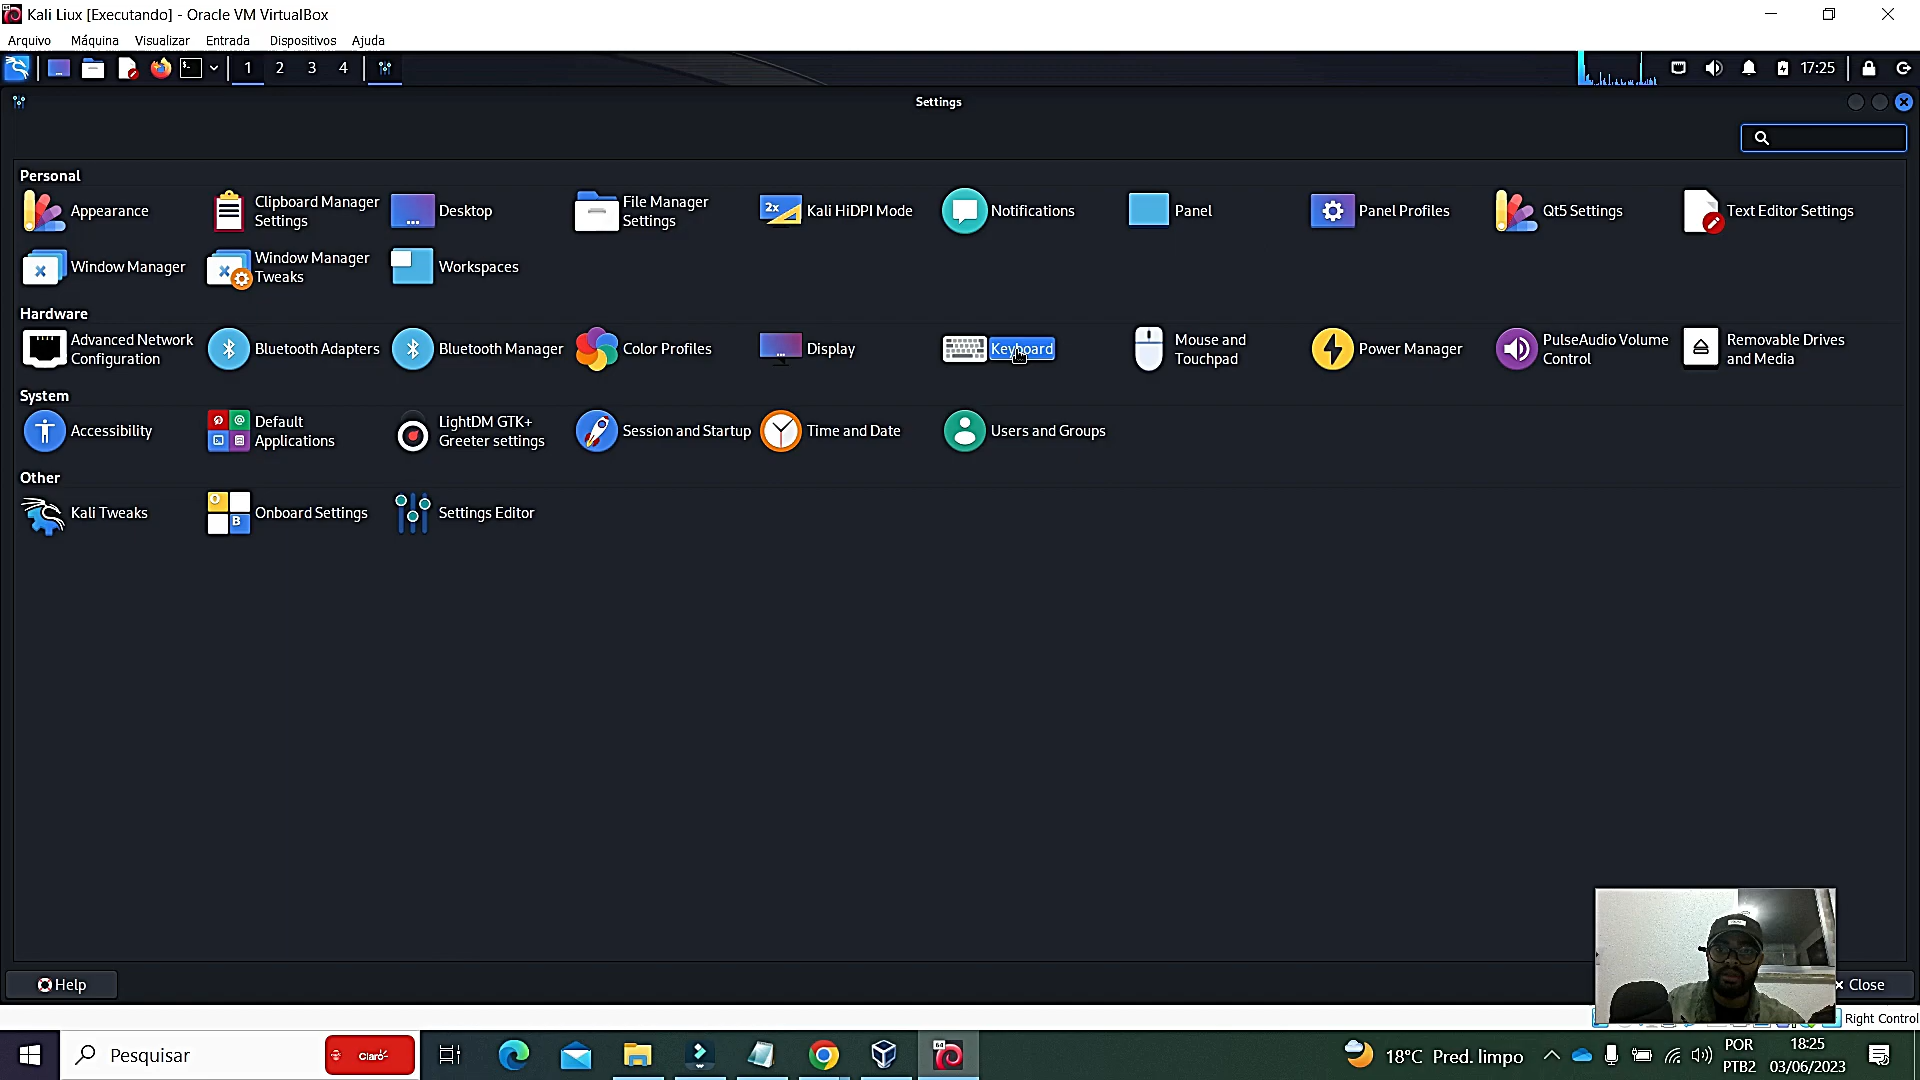 Kali Liux [Executando] - Oracle VM VirtualBox
Arquivo Máquina Visualizar Entrada Dispositivos Ajuda
1 2 3 4 17:25
Settings
Personal
Appearance
Clipboard Manager
Settings
Desktop
File Manager
Settings
2x
Kali HiDPI Mode
Notifications
Panel
Panel Profiles
Qt5 Settings
Text Editor Settings
Window Manager
Window Manager
Tweaks
Workspaces
Hardware
Advanced Network
Configuration
Bluetooth Adapters
Bluetooth Manager
Color Profiles
Display
Keyboard
Mouse and
Touchpad
Power Manager
PulseAudio Volume
Control
Removable Drives
and Media
System
Accessibility
Default
Applications
LightDM GTK+
Greeter settings
Session and Startup
Time and Date
Users and Groups
Other
Kali Tweaks
O
B
Onboard Settings
Settings Editor
Help
Close
Right Control
Pesquisar
Claro
64
18°C Pred. limpo
POR
PTB2
18:25
03/06/2023